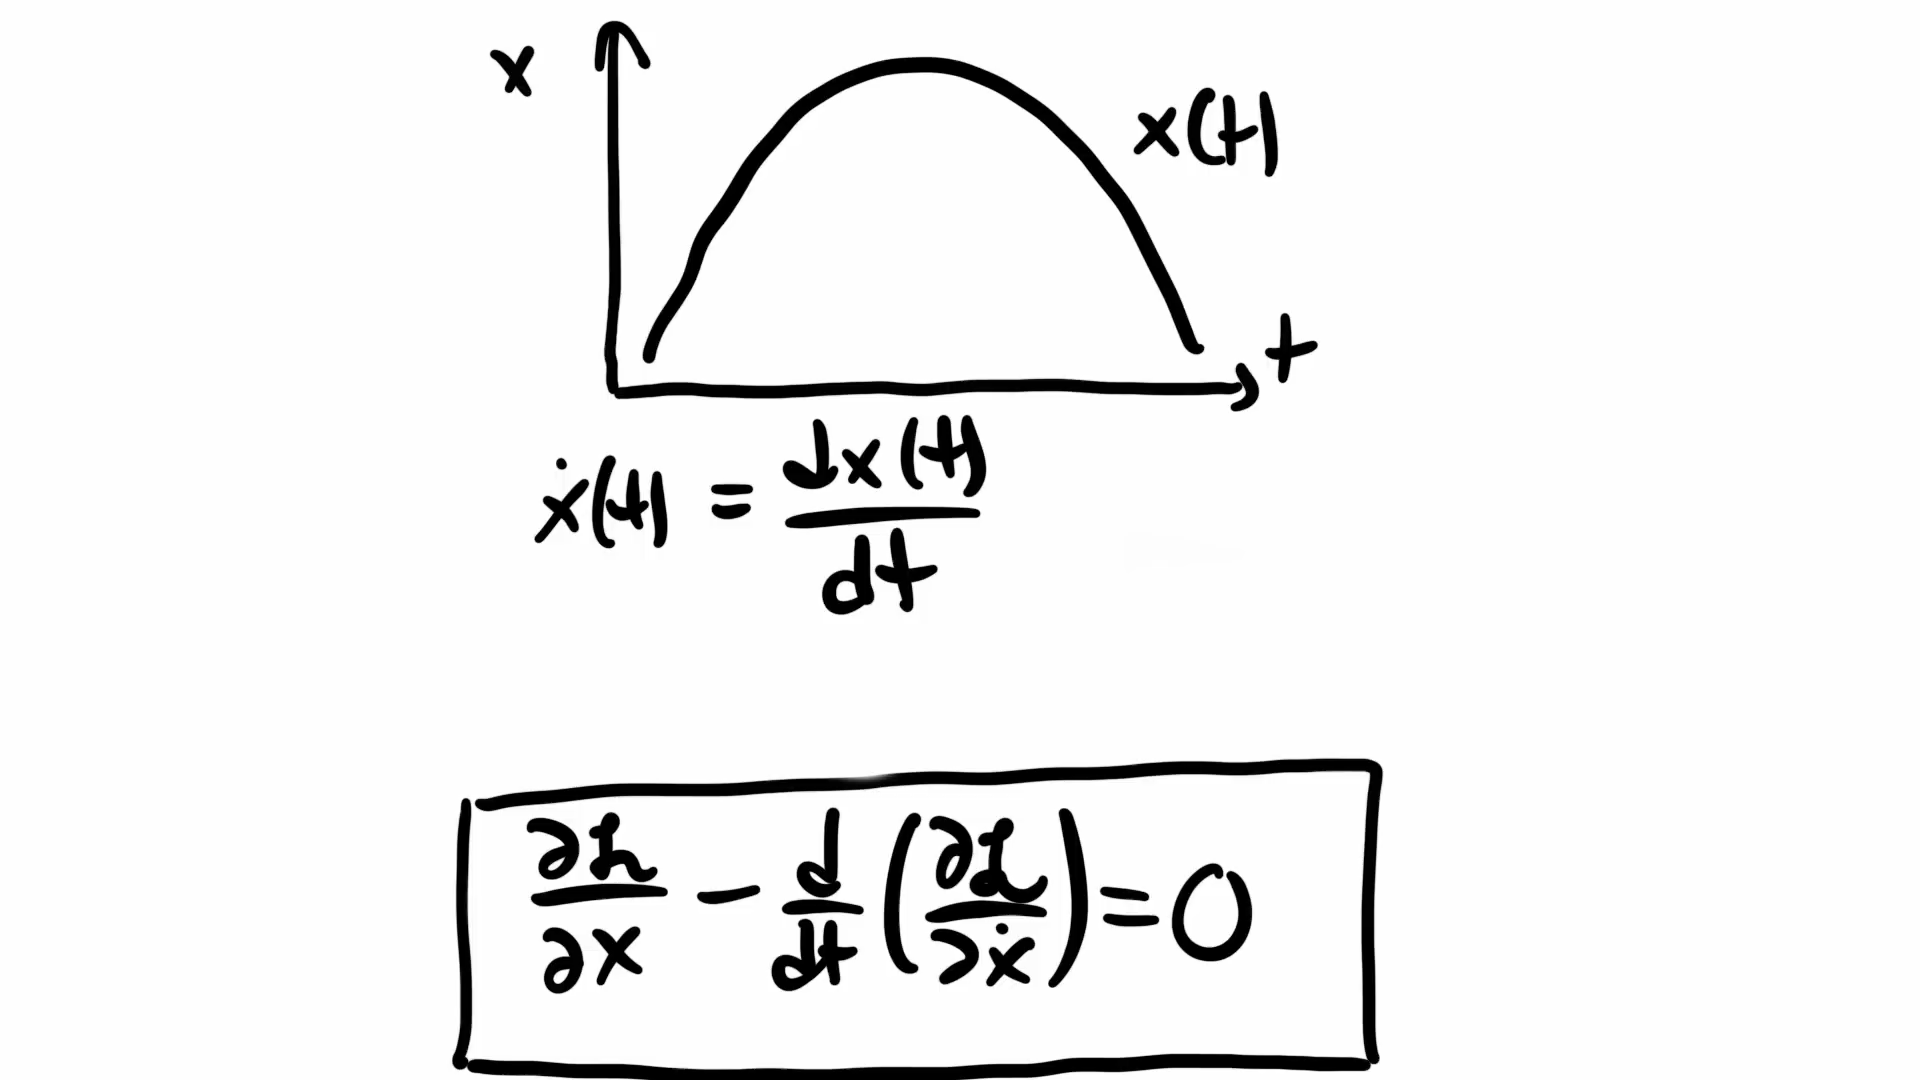 x
x(t)
t
ẋ(t) = dx(t)/dt
∂ℒ/∂x − d/dt (∂ℒ/∂ẋ) = 0